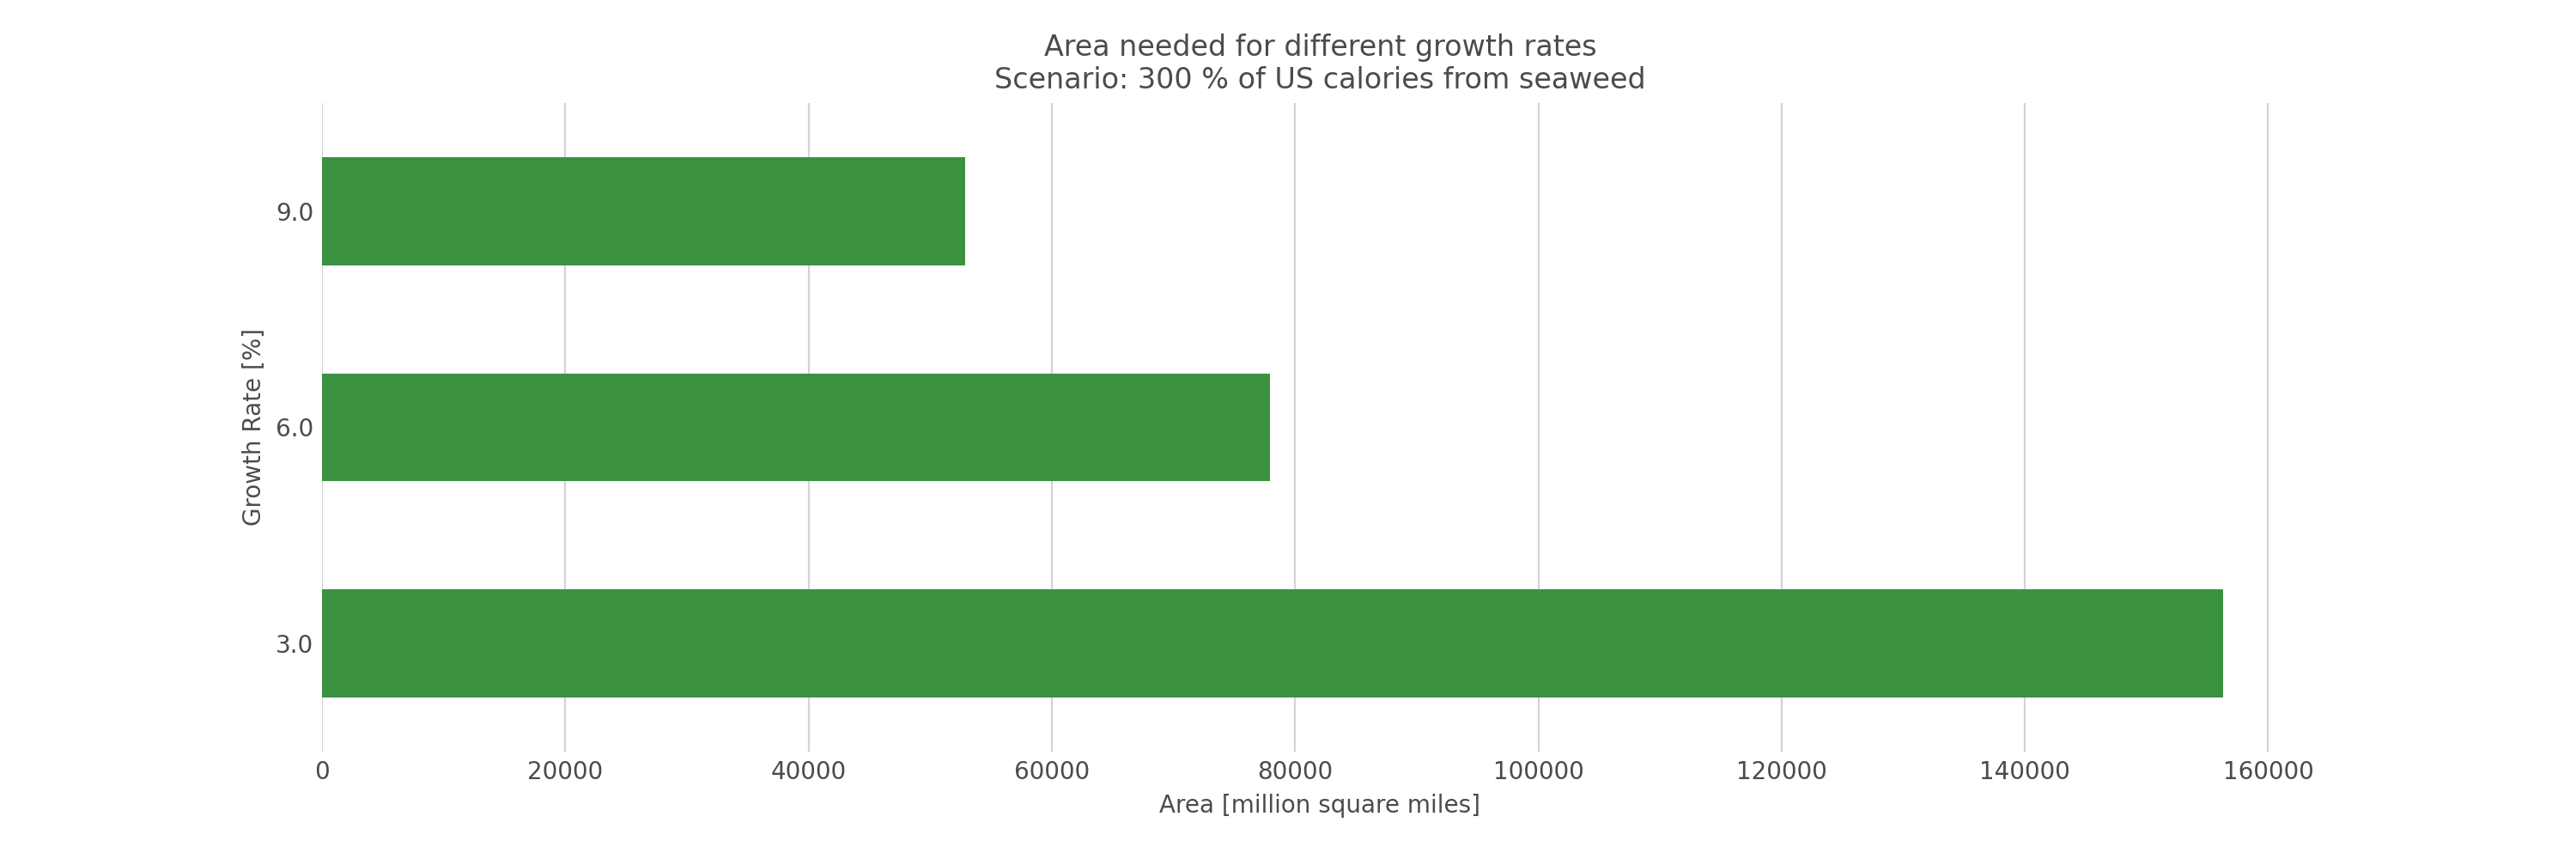 Area needed for different growth rates
Scenario: 300 % of US calories from seaweed
Growth Rate [%]
9.0
6.0
3.0
0 20000 40000 60000 80000 100000 120000 140000 160000
Area [million square miles]